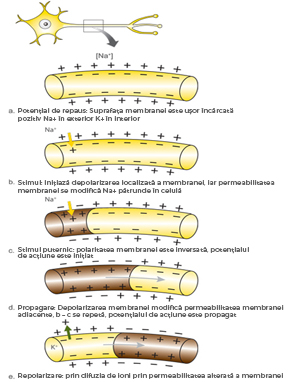 [Na⁺]
a. Potențial de repaus: Suprafața membranei este ușor încărcată
pozitiv Na+ în exterior K+ în interior
Na⁺
b. Stimul: inițiază depolarizarea localizată a membranei, iar permeabilitatea
membranei se modifică Na+ pătrunde în celulă
Na⁺
c. Stimul puternic: polaritatea membranei este inversată, potențialul
de acțiune este inițiat
d. Propagare: Depolarizarea membranei modifică permeabilitatea membranei
adiacente, b – c se repetă, potențialul de acțiune este propagat
K⁺
e. Repolarizare: prin difuzia de ioni prin permeabilitatea alterată a membranei